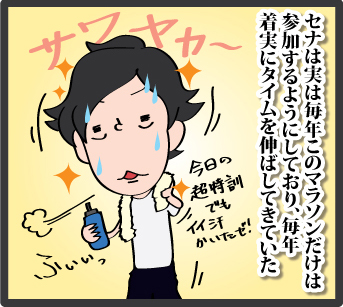 セナは実は毎年このマラソンだけは
参加するようにしており、毎年
着実にタイムを伸ばしてきていた
サワヤカ〜
今日の
超特訓
でも
イイ汗
かいたぜ!
ふぃぃっ